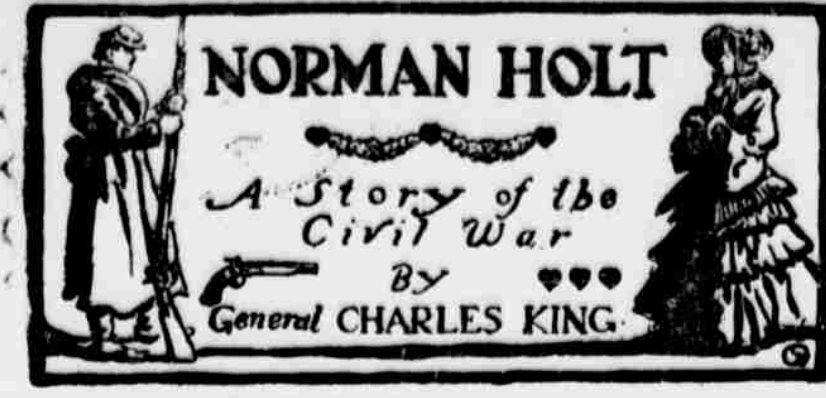 NORMAN HOLT
A Story of the
Civil War
By
General CHARLES KING